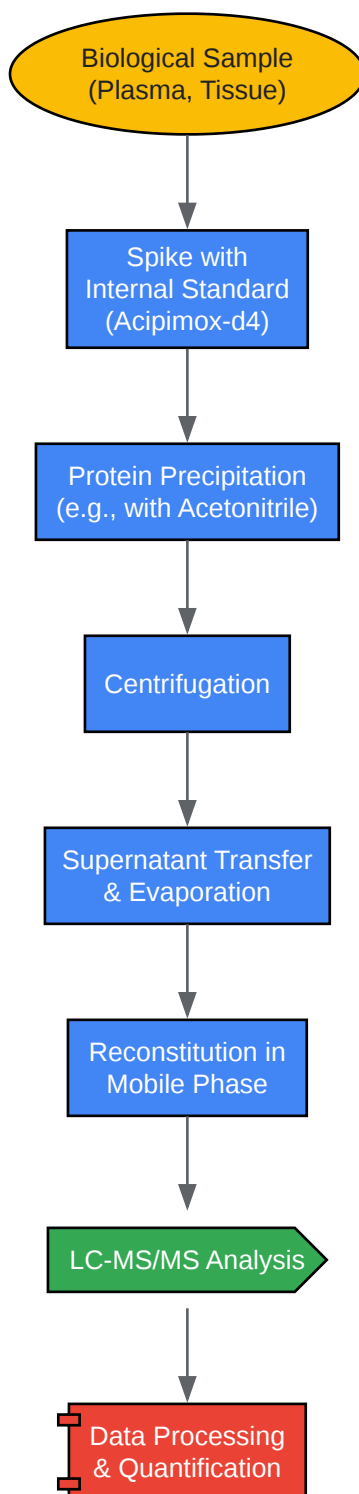 Biological Sample
(Plasma, Tissue)
Spike with
Internal Standard
(Acipimox-d4)
Protein Precipitation
(e.g., with Acetonitrile)
Centrifugation
Supernatant Transfer
& Evaporation
Reconstitution in
Mobile Phase
LC-MS/MS Analysis
Data Processing
& Quantification